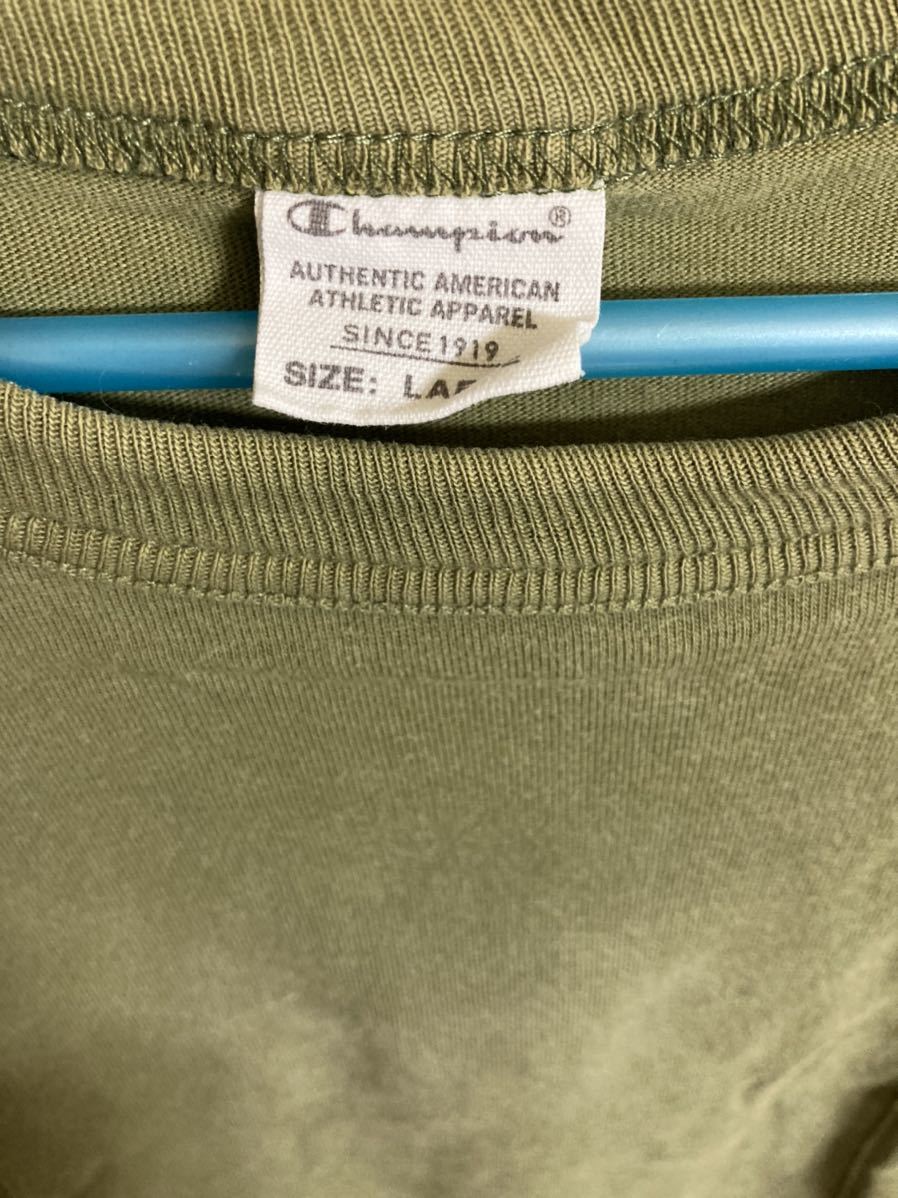 Champion®
AUTHENTIC AMERICAN
ATHLETIC APPAREL
SINCE 1919
SIZE: